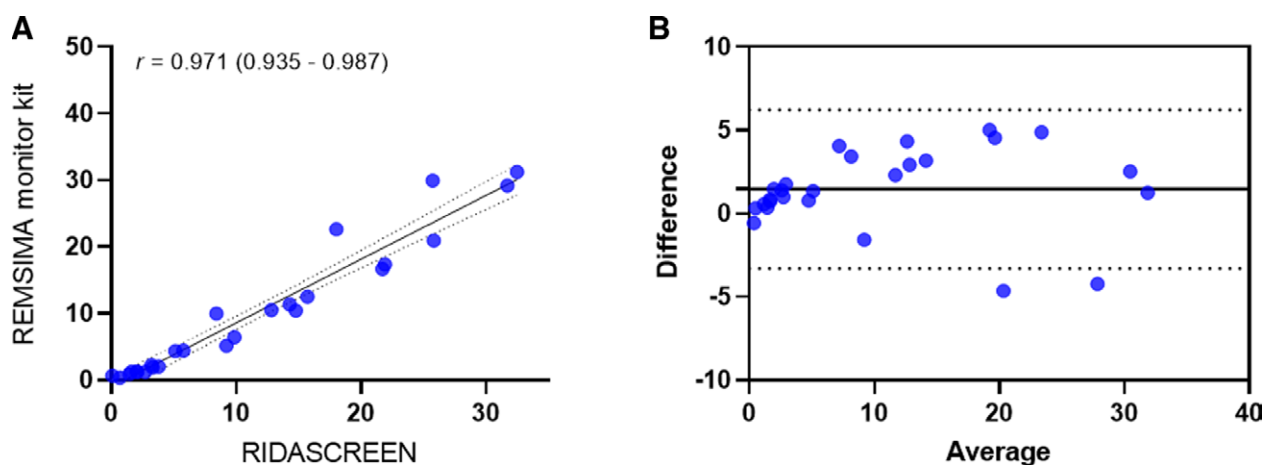 A
r = 0.971 (0.935 - 0.987)
REMSIMA monitor kit
50
40
30
20
10
0
0 10 20 30
RIDASCREEN
B
Difference
10
5
0
-5
-10
0 10 20 30 40
Average